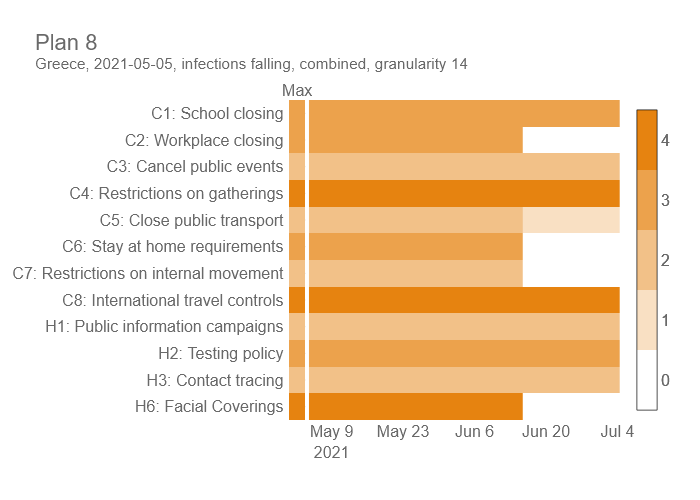 Plan 8
Greece, 2021-05-05, infections falling, combined, granularity 14
Max
C1: School closing
C2: Workplace closing
C3: Cancel public events
C4: Restrictions on gatherings
C5: Close public transport
C6: Stay at home requirements
C7: Restrictions on internal movement
C8: International travel controls
H1: Public information campaigns
H2: Testing policy
H3: Contact tracing
H6: Facial Coverings
May 9 May 23 Jun 6 Jun 20 Jul 4
2021
4
3
2
1
0